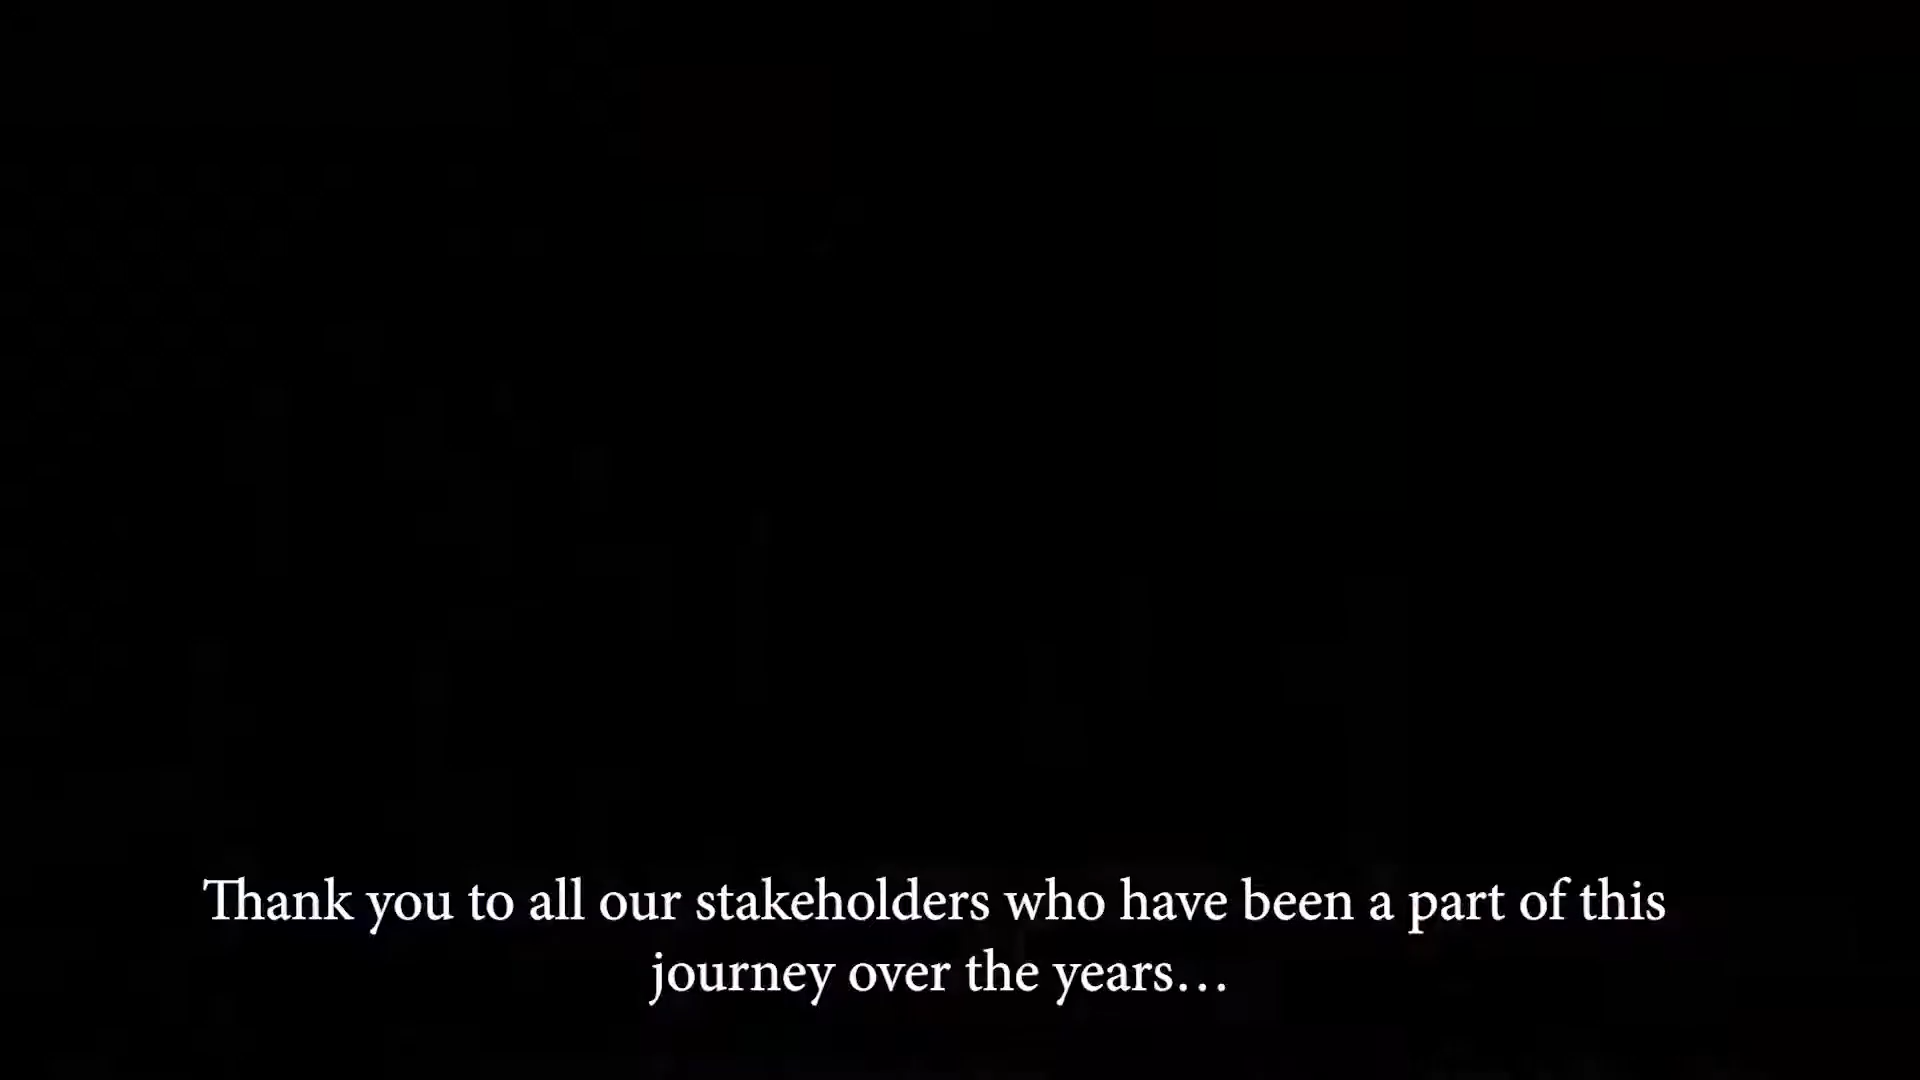 Thank you to all our stakeholders who have been a part of this
journey over the years…